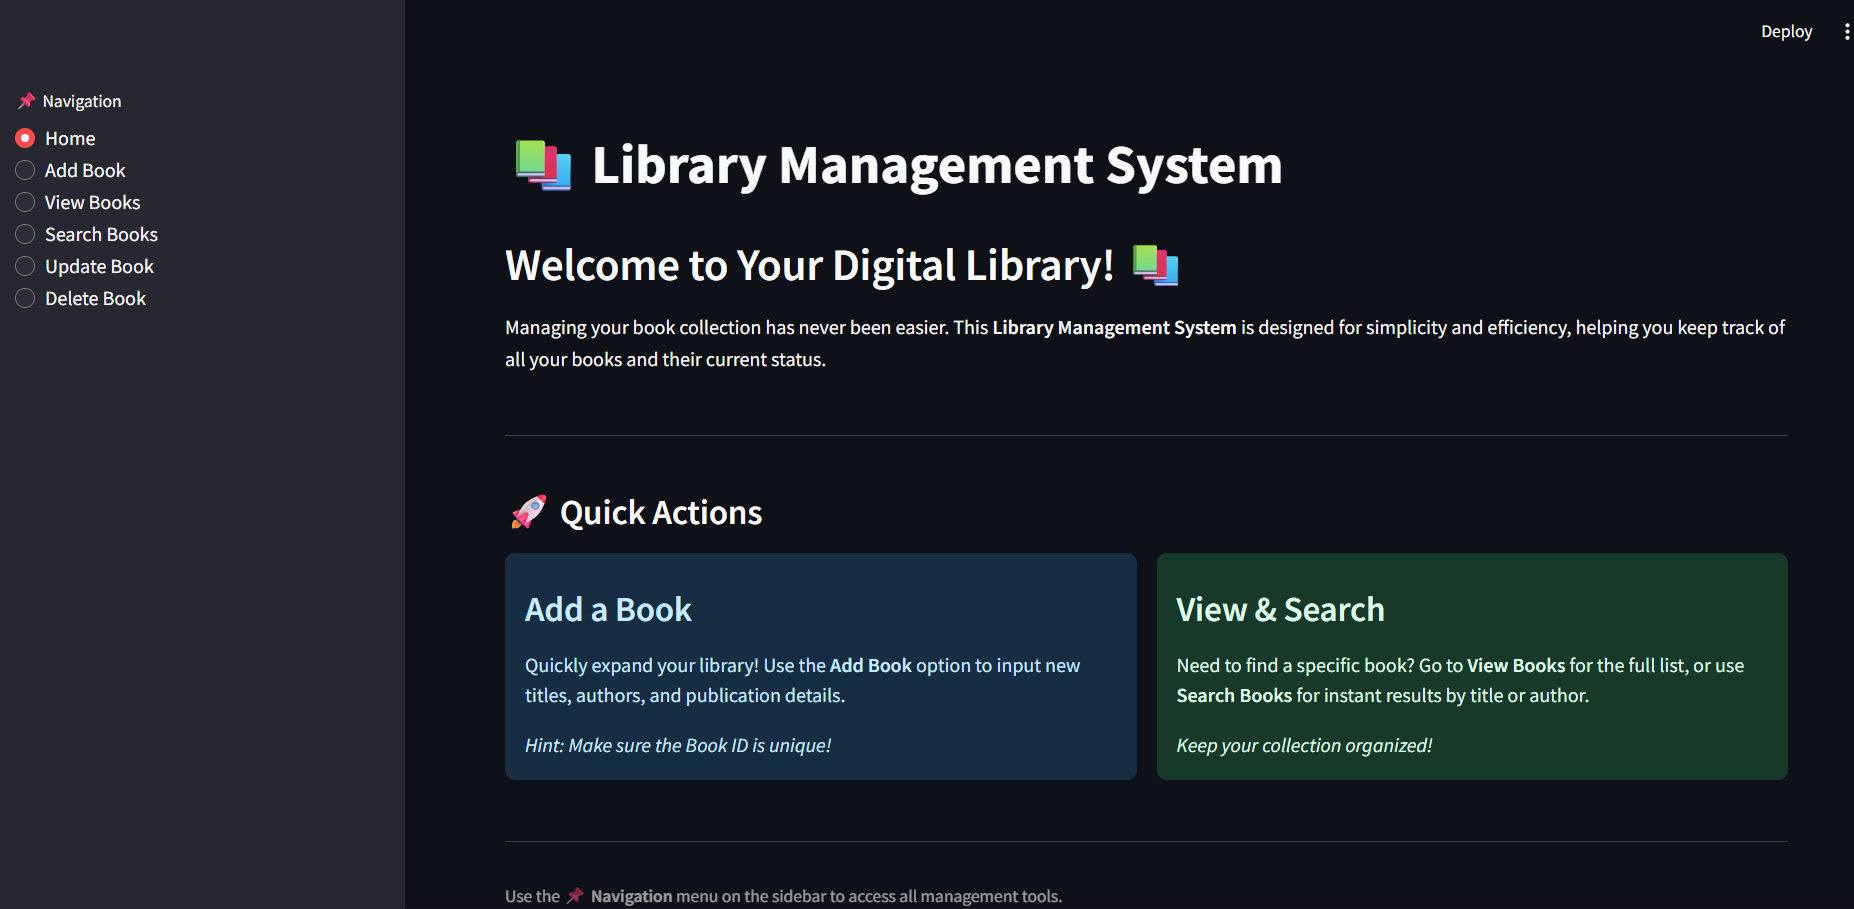 Deploy
📌 Navigation
Home
Add Book
View Books
Search Books
Update Book
Delete Book
📚 Library Management System
Welcome to Your Digital Library! 📚
Managing your book collection has never been easier. This Library Management System is designed for simplicity and efficiency, helping you keep track of
all your books and their current status.
🚀 Quick Actions
Add a Book
Quickly expand your library! Use the Add Book option to input new
titles, authors, and publication details.
Hint: Make sure the Book ID is unique!
View & Search
Need to find a specific book? Go to View Books for the full list, or use
Search Books for instant results by title or author.
Keep your collection organized!
Use the 📌 Navigation menu on the sidebar to access all management tools.